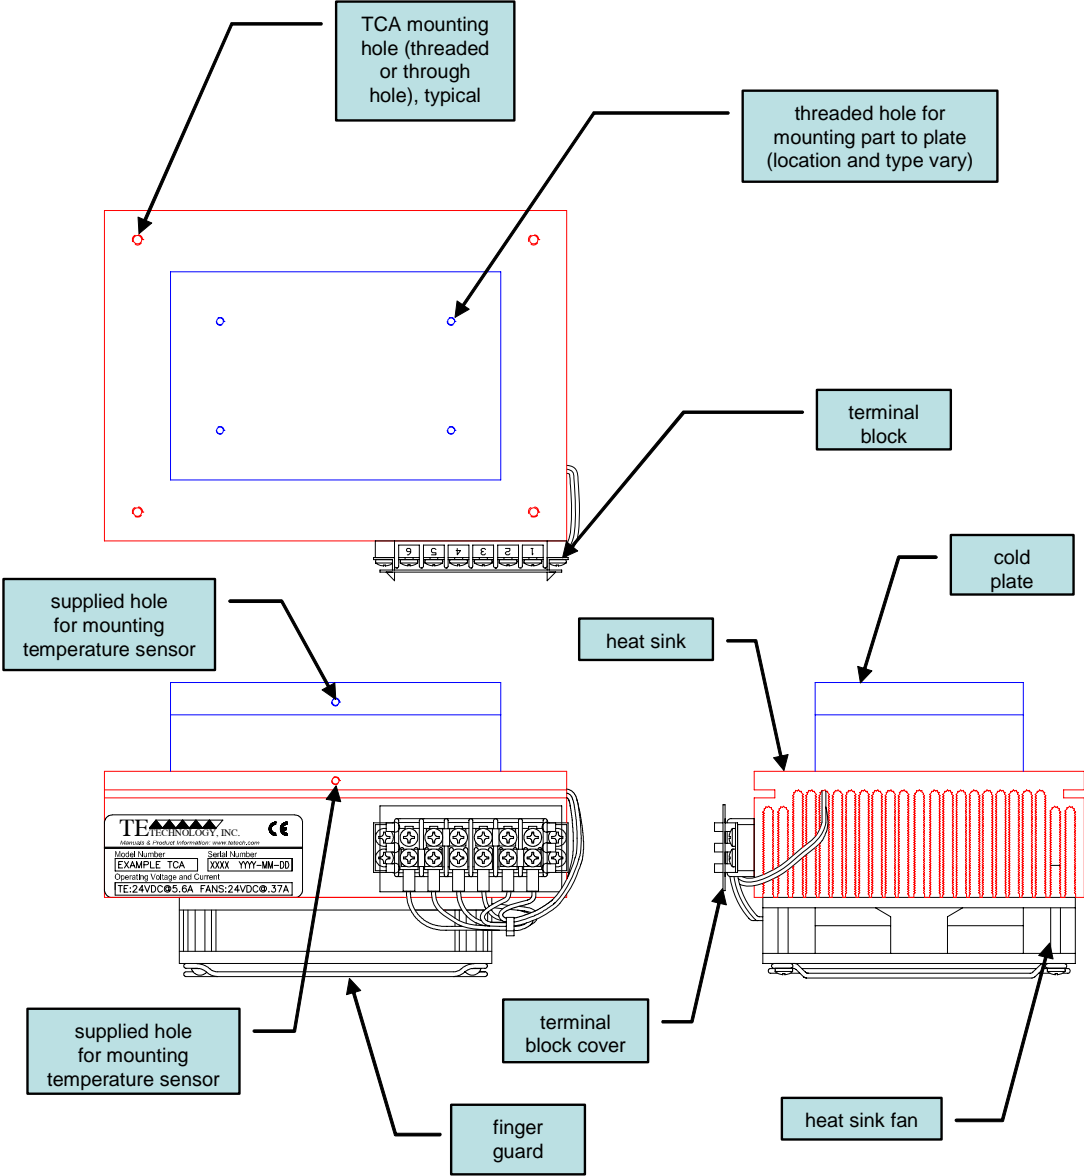 TCA mounting
hole (threaded
or through
hole), typical
threaded hole for
mounting part to plate
(location and type vary)
terminal
block
6 5 4 3 2 1
cold
plate
supplied hole
for mounting
temperature sensor
heat sink
TE TECHNOLOGY, INC. CE
Manuals & Product Information: www.tetech.com
Model Number Serial Number
EXAMPLE TCA XXXX YYYY-MM-DD
Operating Voltage and Current
TE:24VDC@5.6A FANS:24VDC@.37A
supplied hole
for mounting
temperature sensor
terminal
block cover
finger
guard
heat sink fan